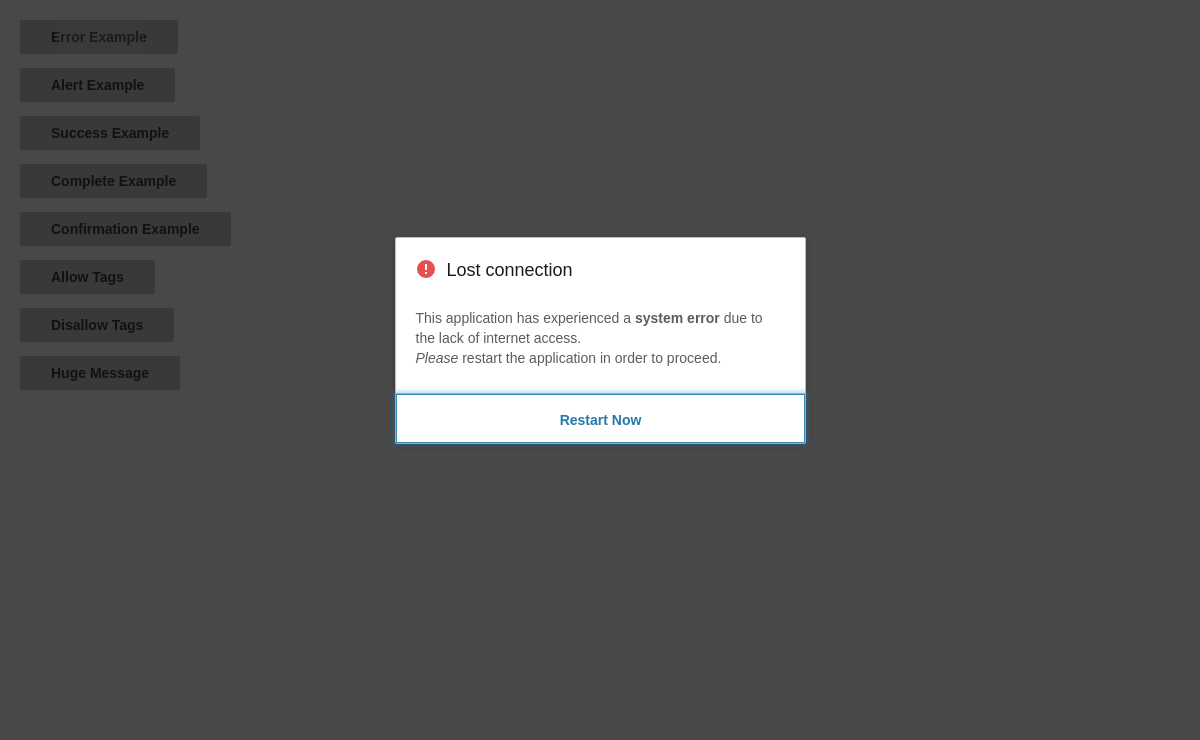 Error Example
Alert Example
Success Example
Complete Example
Confirmation Example
Allow Tags
Disallow Tags
Huge Message
Lost connection
This application has experienced a system error due to
the lack of internet access.
Please restart the application in order to proceed.
Restart Now